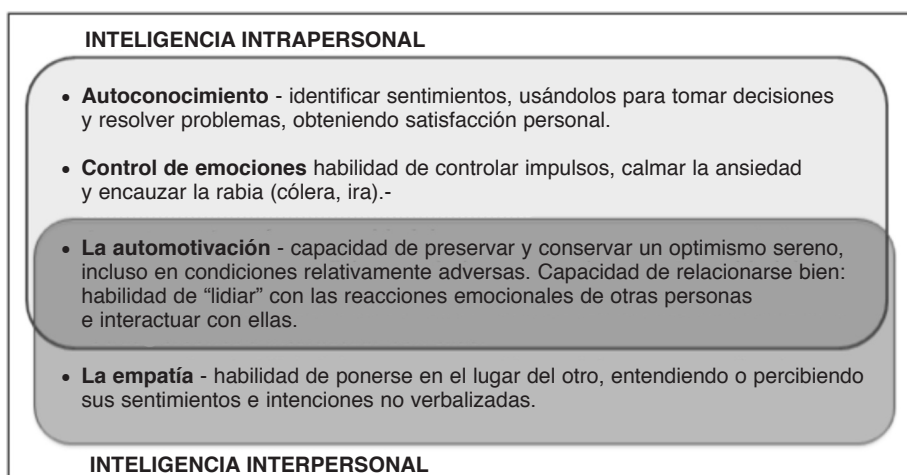 INTELIGENCIA INTRAPERSONAL
• Autoconocimiento - identificar sentimientos, usándolos para tomar decisiones
y resolver problemas, obteniendo satisfacción personal.
• Control de emociones habilidad de controlar impulsos, calmar la ansiedad
y encauzar la rabia (cólera, ira).-
• La automotivación - capacidad de preservar y conservar un optimismo sereno,
incluso en condiciones relativamente adversas. Capacidad de relacionarse bien:
habilidad de “lidiar” con las reacciones emocionales de otras personas
e interactuar con ellas.
• La empatía - habilidad de ponerse en el lugar del otro, entendiendo o percibiendo
sus sentimientos e intenciones no verbalizadas.
INTELIGENCIA INTERPERSONAL